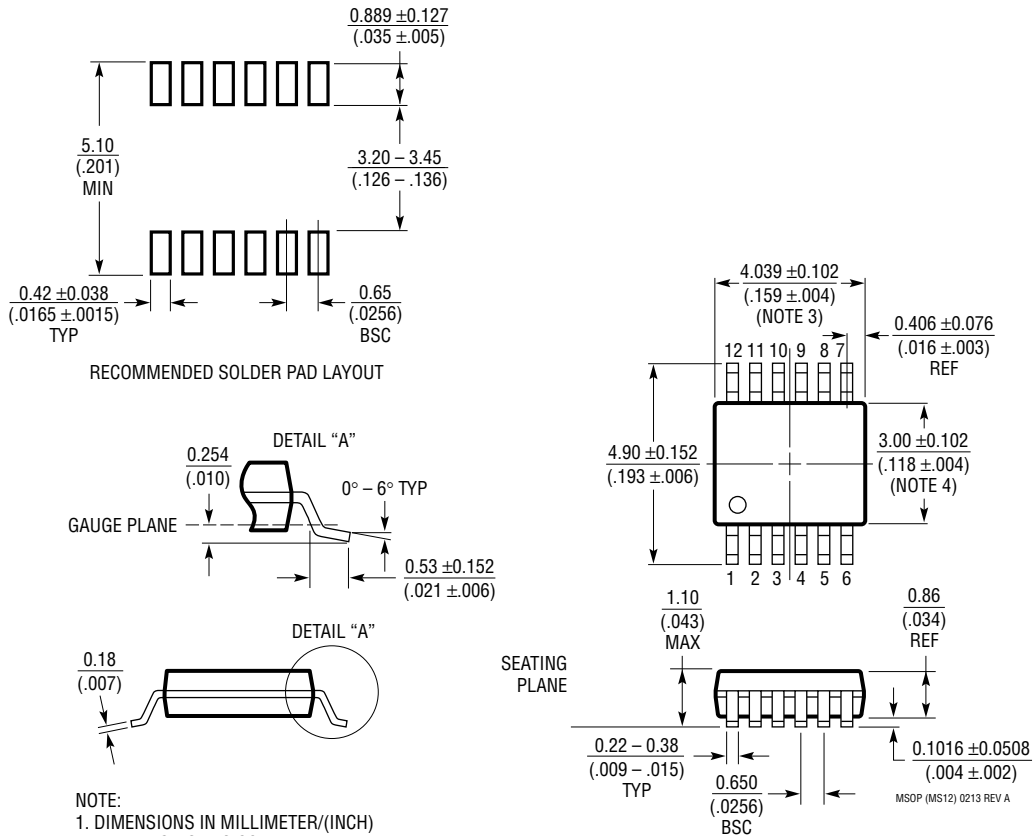 0.889 ±0.127
(.035 ±.005)
5.10
(.201)
MIN
3.20 – 3.45
(.126 – .136)
0.42 ±0.038
(.0165 ±.0015)
TYP
0.65
(.0256)
BSC
RECOMMENDED SOLDER PAD LAYOUT
4.039 ±0.102
(.159 ±.004)
(NOTE 3)
0.406 ±0.076
(.016 ±.003)
REF
12 11 10 9 8 7
4.90 ±0.152
(.193 ±.006)
3.00 ±0.102
(.118 ±.004)
(NOTE 4)
1 2 3 4 5 6
DETAIL “A”
0.254
(.010)
0° – 6° TYP
GAUGE PLANE
0.53 ±0.152
(.021 ±.006)
DETAIL “A”
0.18
(.007)
1.10
(.043)
MAX
0.86
(.034)
REF
SEATING
PLANE
0.22 – 0.38
(.009 – .015)
TYP
0.650
(.0256)
BSC
0.1016 ±0.0508
(.004 ±.002)
MSOP (MS12) 0213 REV A
NOTE:
1. DIMENSIONS IN MILLIMETER/(INCH)